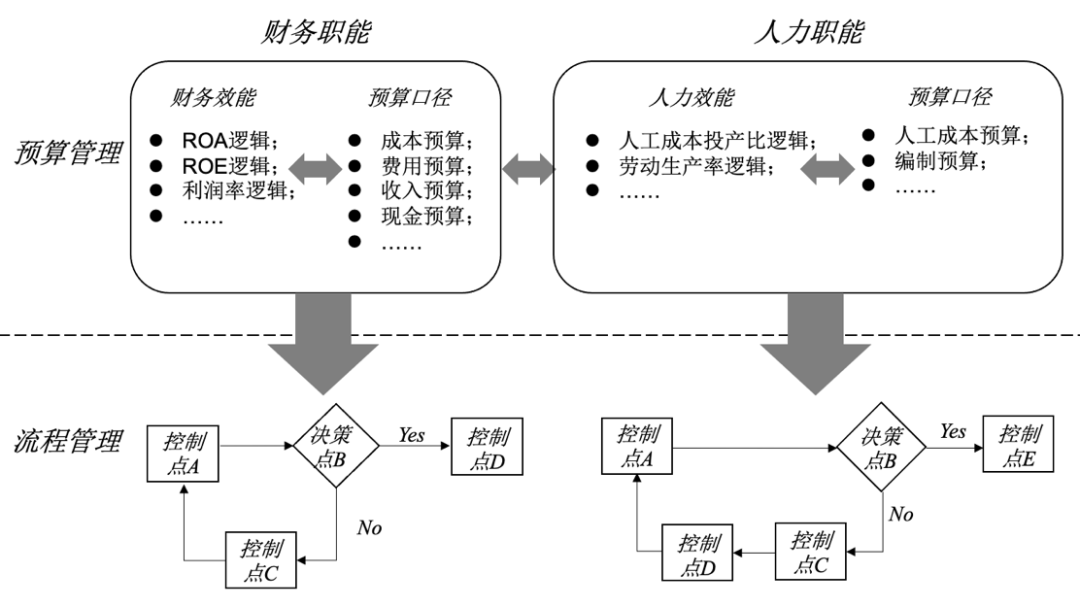 财务职能
人力职能
预算管理
财务效能
ROA逻辑；
ROE逻辑；
利润率逻辑；
……
预算口径
成本预算；
费用预算；
收入预算；
现金预算；
……
人力效能
人工成本投产比逻辑；
劳动生产率逻辑；
……
预算口径
人工成本预算；
编制预算；
……
流程管理
控制
点A
决策
点B
Yes
控制
点D
No
控制
点C
控制
点A
决策
点B
Yes
控制
点E
No
控制
点C
控制
点D